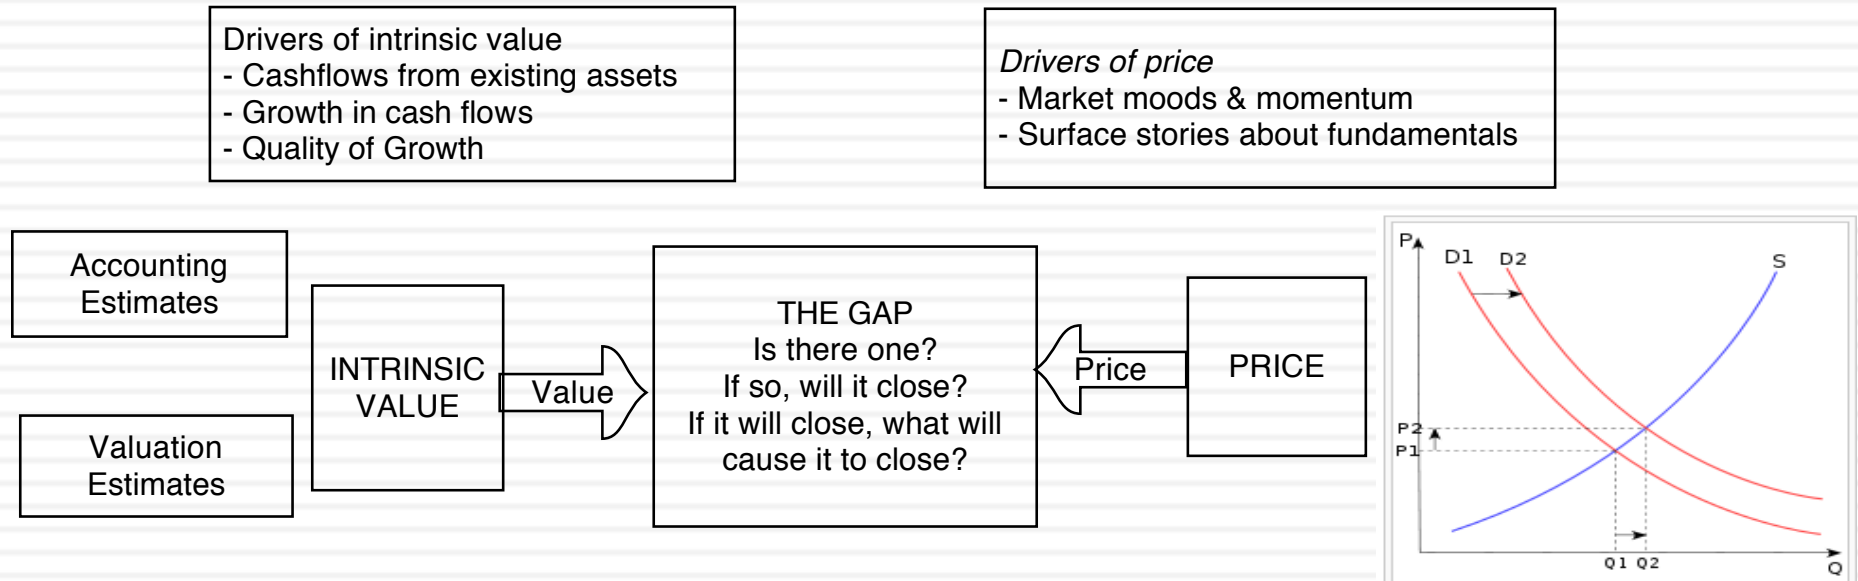 Drivers of intrinsic value
- Cashflows from existing assets
- Growth in cash flows
- Quality of Growth
Drivers of price
- Market moods & momentum
- Surface stories about fundamentals
Accounting
Estimates
Valuation
Estimates
INTRINSIC
VALUE
Value
THE GAP
Is there one?
If so, will it close?
If it will close, what will
cause it to close?
Price
PRICE
P
D1
D2
S
P2
P1
Q1
Q2
Q